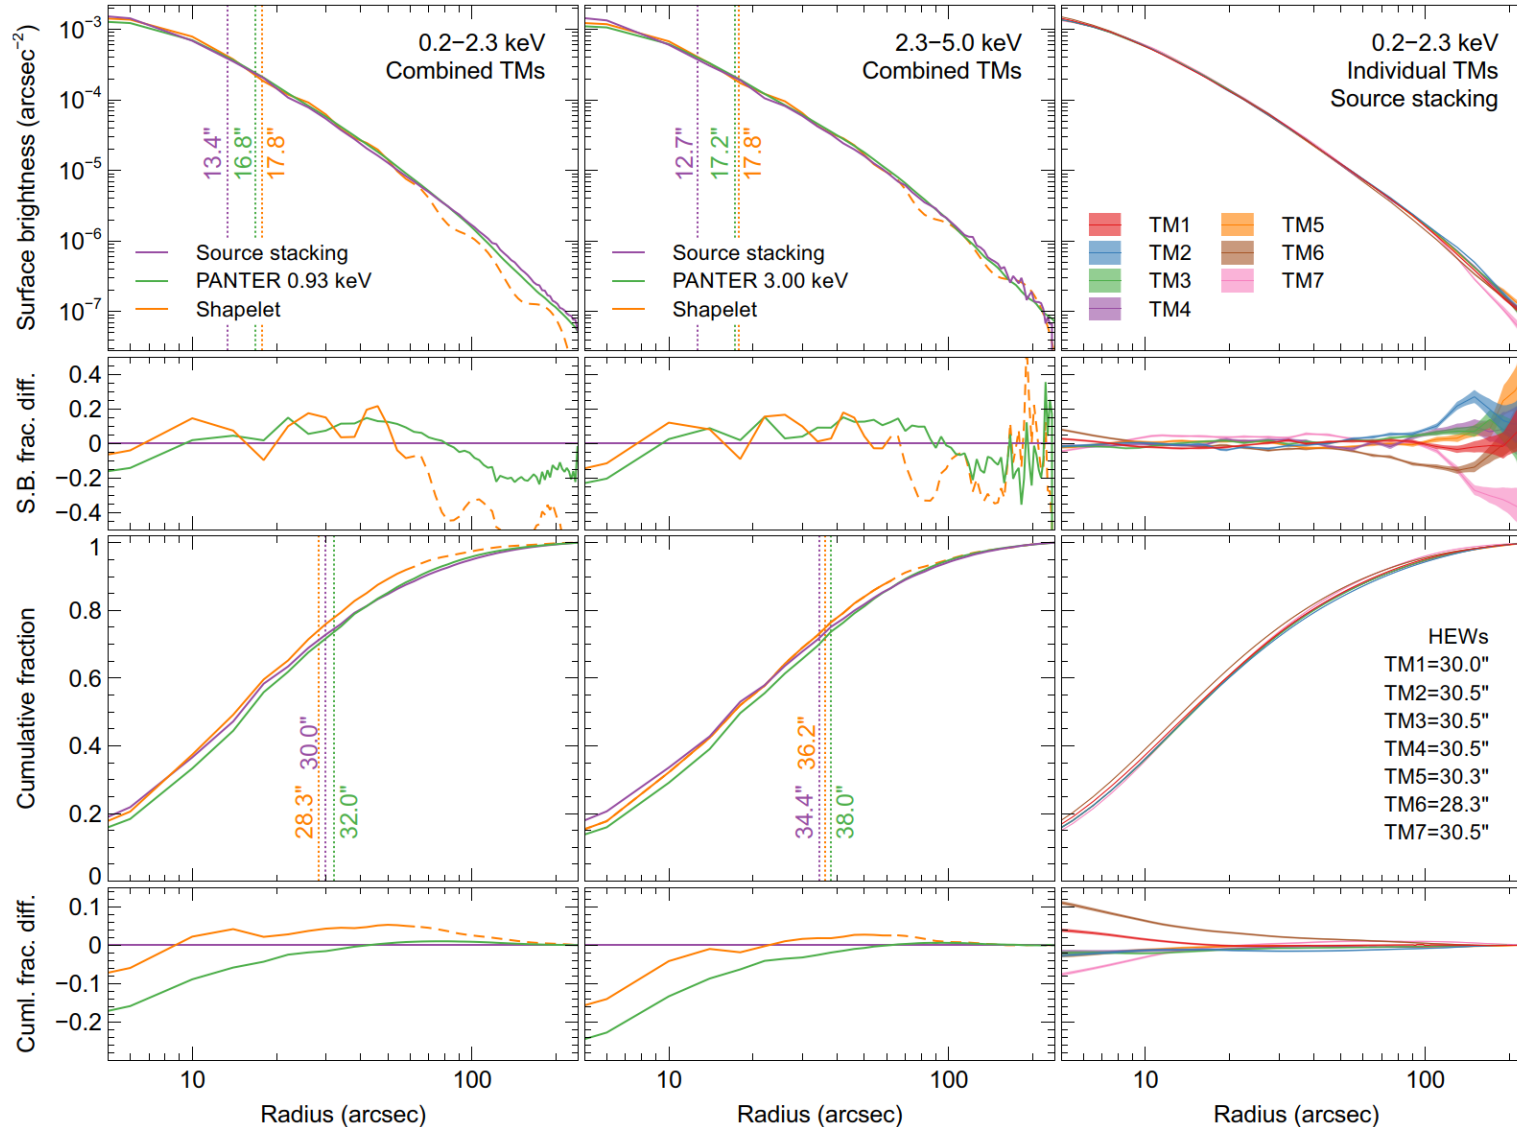 Surface brightness (arcsec⁻²)
10⁻³
10⁻⁴
10⁻⁵
10⁻⁶
10⁻⁷
0.2−2.3 keV
Combined TMs
13.4"
16.8"
17.8"
Source stacking
PANTER 0.93 keV
Shapelet
2.3−5.0 keV
Combined TMs
12.7"
17.2"
17.8"
Source stacking
PANTER 3.00 keV
Shapelet
0.2−2.3 keV
Individual TMs
Source stacking
TM1
TM2
TM3
TM4
TM5
TM6
TM7
S.B. frac. diff.
0.4
0.2
0
−0.2
−0.4
Cumulative fraction
1
0.8
0.6
0.4
0.2
0
28.3"
30.0"
32.0"
34.4"
36.2"
38.0"
HEWs
TM1=30.0"
TM2=30.5"
TM3=30.5"
TM4=30.5"
TM5=30.3"
TM6=28.3"
TM7=30.5"
Cuml. frac. diff.
0.1
0
−0.1
−0.2
10
100
10
100
10
100
Radius (arcsec)
Radius (arcsec)
Radius (arcsec)